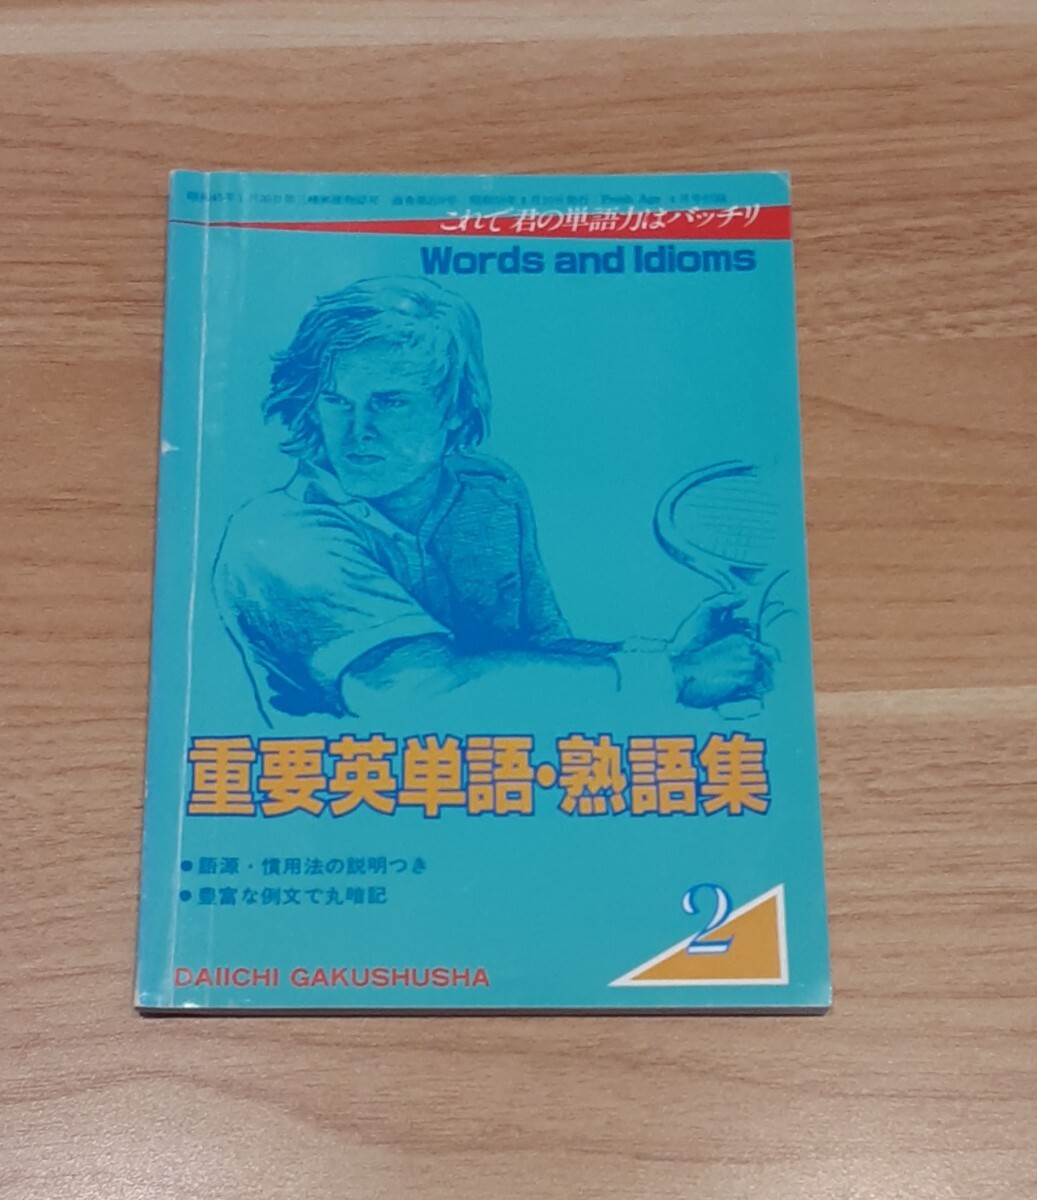 これで君の単語力はバッチリ
Words and Idioms
重要英単語・熟語集
● 語源・慣用法の説明つき
● 豊富な例文で丸暗記
2
DAIICHI GAKUSHUSHA